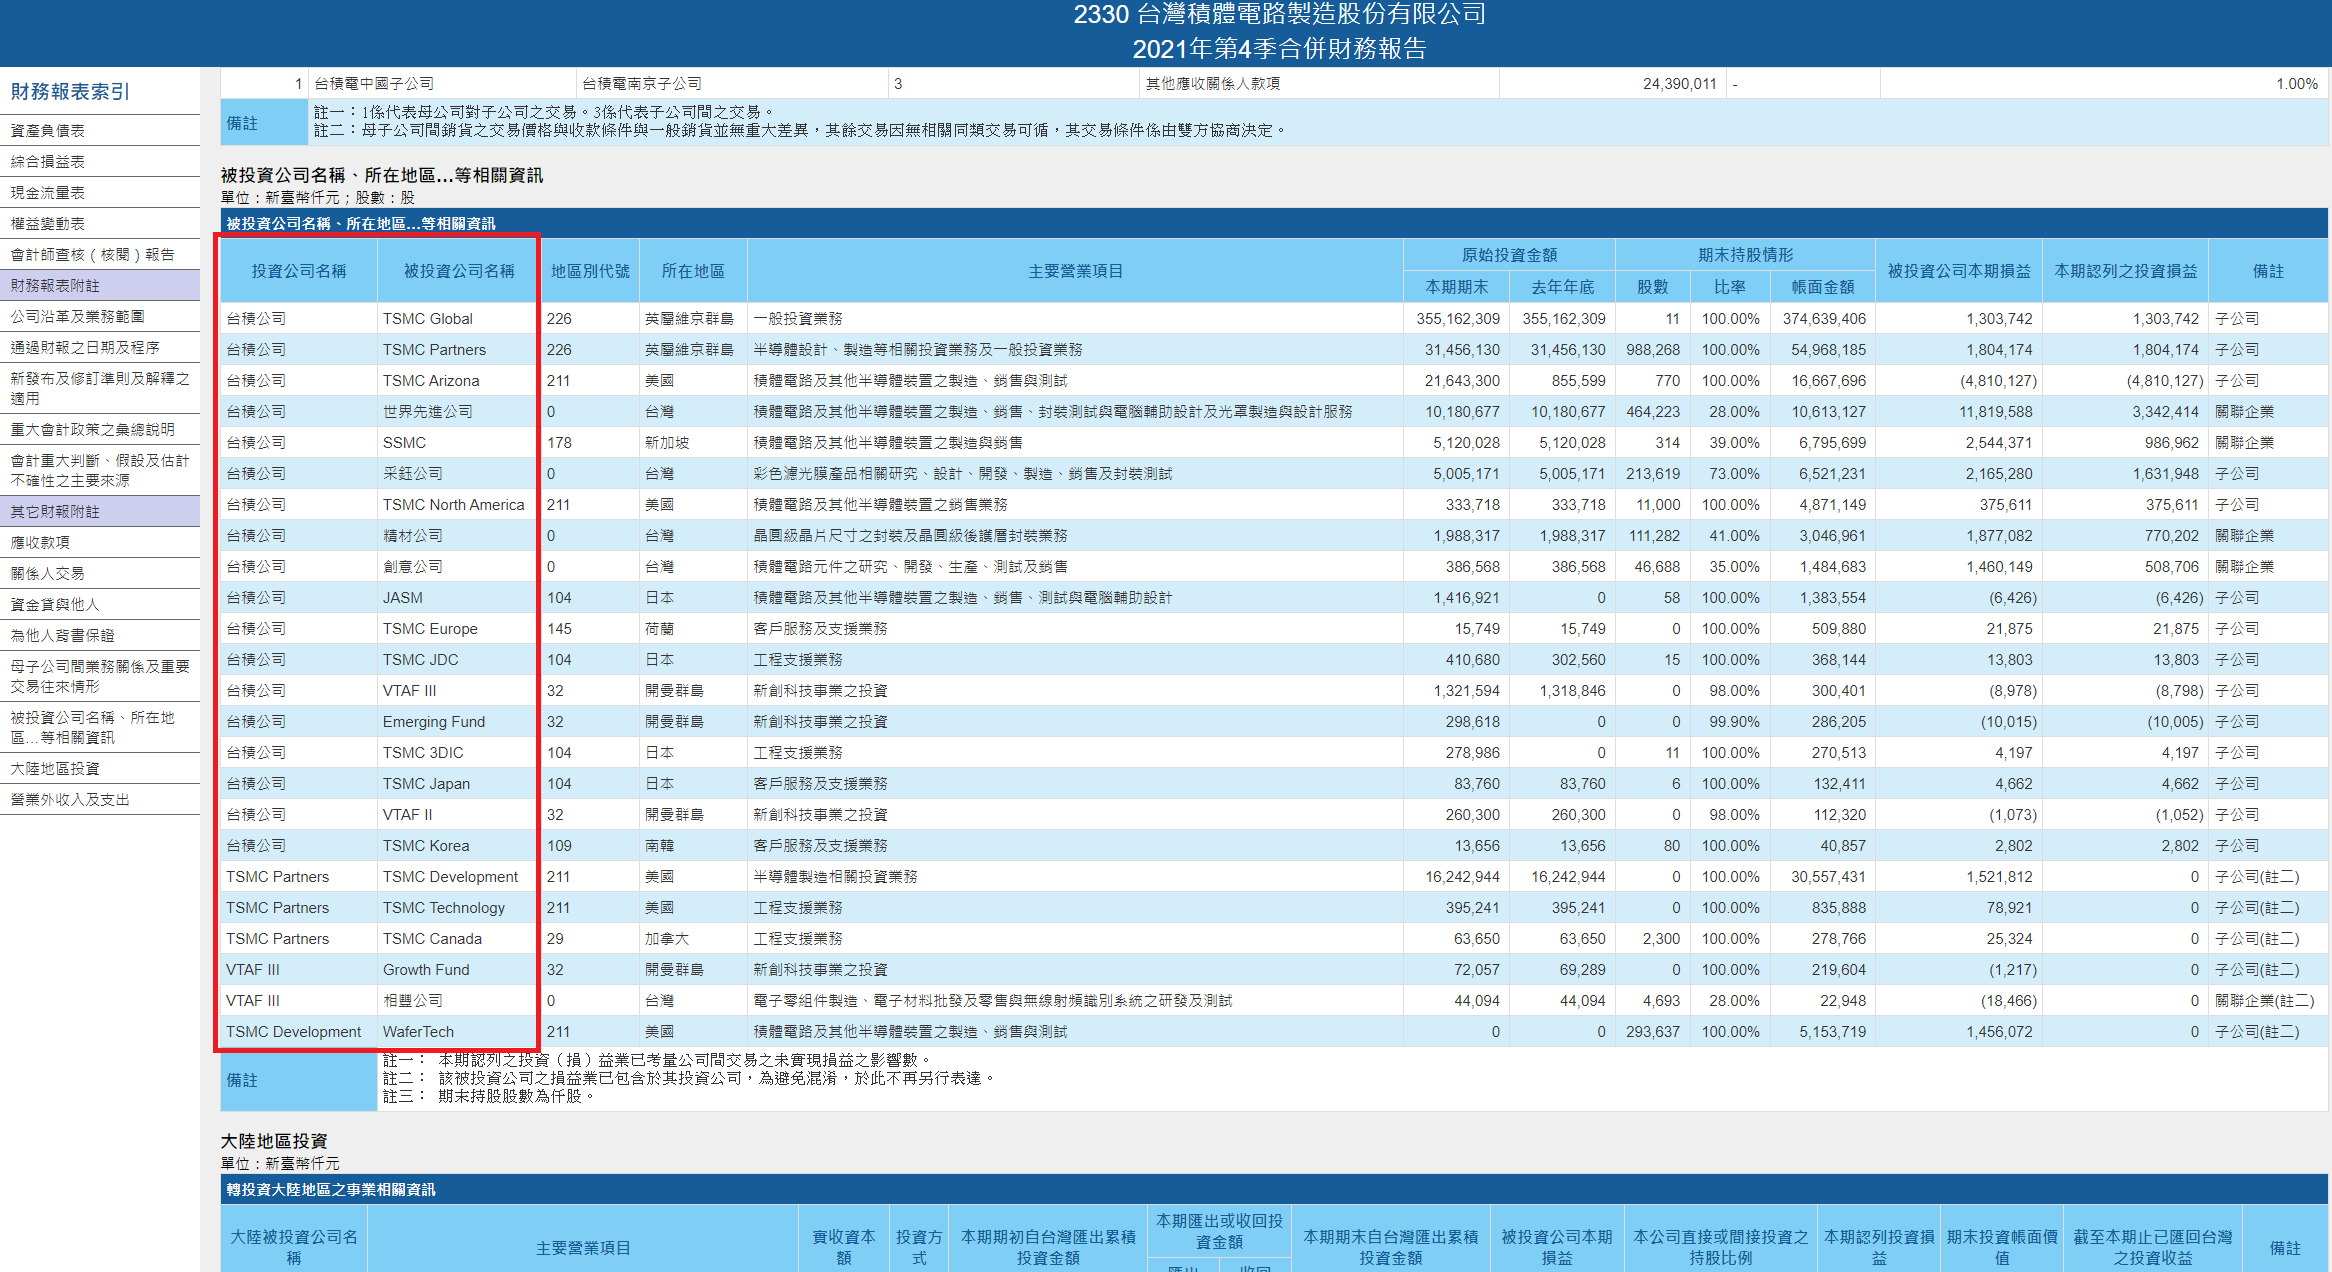 2330 台灣積體電路製造股份有限公司
2021年第4季合併財務報告
財務報表索引
資產負債表
綜合損益表
現金流量表
權益變動表
會計師查核（核閱）報告
財務報表附註
公司沿革及業務範圍
通過財報之日期及程序
新發布及修訂準則及解釋之
適用
重大會計政策之彙總說明
會計重大判斷、假設及估計
不確性之主要來源
其它財報附註
應收款項
關係人交易
資金貸與他人
為他人背書保證
母子公司間業務關係及重要
交易往來情形
被投資公司名稱、所在地
區...等相關資訊
大陸地區投資
營業外收入及支出
1 台積電中國子公司 台積電南京子公司 3 其他應收關係人款項 24,390,011 - 1.00%
備註
註一：1係代表母公司對子公司之交易。3係代表子公司間之交易。
註二：母子公司間銷貨之交易價格與收款條件與一般銷貨並無重大差異，其餘交易因無相關同類交易可循，其交易條件係由雙方協商決定。
被投資公司名稱、所在地區...等相關資訊
單位：新臺幣仟元；股數：股
被投資公司名稱、所在地區...等相關資訊
投資公司名稱 被投資公司名稱 地區別代號 所在地區 主要營業項目 原始投資金額 期末持股情形 被投資公司本期損益 本期認列之投資損益 備註
本期期末 去年年底 股數 比率 帳面金額
台積公司 TSMC Global 226 英屬維京群島 一般投資業務 355,162,309 355,162,309 11 100.00% 374,639,406 1,303,742 1,303,742 子公司
台積公司 TSMC Partners 226 英屬維京群島 半導體設計、製造等相關投資業務及一般投資業務 31,456,130 31,456,130 988,268 100.00% 54,968,185 1,804,174 1,804,174 子公司
台積公司 TSMC Arizona 211 美國 積體電路及其他半導體裝置之製造、銷售與測試 21,643,300 855,599 770 100.00% 16,667,696 (4,810,127) (4,810,127) 子公司
台積公司 世界先進公司 0 台灣 積體電路及其他半導體裝置之製造、銷售、封裝測試與電腦輔助設計及光罩製造與設計服務 10,180,677 10,180,677 464,223 28.00% 10,613,127 11,819,588 3,342,414 關聯企業
台積公司 SSMC 178 新加坡 積體電路及其他半導體裝置之製造與銷售 5,120,028 5,120,028 314 39.00% 6,795,699 2,544,371 986,962 關聯企業
台積公司 采鈺公司 0 台灣 彩色濾光膜產品相關研究、設計、開發、製造、銷售及封裝測試 5,005,171 5,005,171 213,619 73.00% 6,521,231 2,165,280 1,631,948 子公司
台積公司 TSMC North America 211 美國 積體電路及其他半導體裝置之銷售業務 333,718 333,718 11,000 100.00% 4,871,149 375,611 375,611 子公司
台積公司 精材公司 0 台灣 晶圓級晶片尺寸之封裝及晶圓級後護層封裝業務 1,988,317 1,988,317 111,282 41.00% 3,046,961 1,877,082 770,202 關聯企業
台積公司 創意公司 0 台灣 積體電路元件之研究、開發、生產、測試及銷售 386,568 386,568 46,688 35.00% 1,484,683 1,460,149 508,706 關聯企業
台積公司 JASM 104 日本 積體電路及其他半導體裝置之製造、銷售、測試與電腦輔助設計 1,416,921 0 58 100.00% 1,383,554 (6,426) (6,426) 子公司
台積公司 TSMC Europe 145 荷蘭 客戶服務及支援業務 15,749 15,749 0 100.00% 509,880 21,875 21,875 子公司
台積公司 TSMC JDC 104 日本 工程支援業務 410,680 302,560 15 100.00% 368,144 13,803 13,803 子公司
台積公司 VTAF III 32 開曼群島 新創科技事業之投資 1,321,594 1,318,846 0 98.00% 300,401 (8,978) (8,798) 子公司
台積公司 Emerging Fund 32 開曼群島 新創科技事業之投資 298,618 0 0 99.90% 286,205 (10,015) (10,005) 子公司
台積公司 TSMC 3DIC 104 日本 工程支援業務 278,986 0 11 100.00% 270,513 4,197 4,197 子公司
台積公司 TSMC Japan 104 日本 客戶服務及支援業務 83,760 83,760 6 100.00% 132,411 4,662 4,662 子公司
台積公司 VTAF II 32 開曼群島 新創科技事業之投資 260,300 260,300 0 98.00% 112,320 (1,073) (1,052) 子公司
台積公司 TSMC Korea 109 南韓 客戶服務及支援業務 13,656 13,656 80 100.00% 40,857 2,802 2,802 子公司
TSMC Partners TSMC Development 211 美國 半導體製造相關投資業務 16,242,944 16,242,944 0 100.00% 30,557,431 1,521,812 0 子公司(註二)
TSMC Partners TSMC Technology 211 美國 工程支援業務 395,241 395,241 0 100.00% 835,888 78,921 0 子公司(註二)
TSMC Partners TSMC Canada 29 加拿大 工程支援業務 63,650 63,650 2,300 100.00% 278,766 25,324 0 子公司(註二)
VTAF III Growth Fund 32 開曼群島 新創科技事業之投資 72,057 69,289 0 100.00% 219,604 (1,217) 0 子公司(註二)
VTAF III 相豐公司 0 台灣 電子零組件製造、電子材料批發及零售與無線射頻識別系統之研發及測試 44,094 44,094 4,693 28.00% 22,948 (18,466) 0 關聯企業(註二)
TSMC Development WaferTech 211 美國 積體電路及其他半導體裝置之製造、銷售與測試 0 0 293,637 100.00% 5,153,719 1,456,072 0 子公司(註二)
備註
註一： 本期認列之投資（損）益業已考量公司間交易之未實現損益之影響數。
註二： 該被投資公司之損益業已包含於其投資公司，為避免混淆，於此不再另行表達。
註三： 期末持股股數為仟股。
大陸地區投資
單位：新臺幣仟元
轉投資大陸地區之事業相關資訊
大陸被投資公司名
稱
主要營業項目
實收資本
額
投資方
式
本期期初自台灣匯出累積
投資金額
本期匯出或收回投
資金額
匯出 收回
本期期末自台灣匯出累積
投資金額
被投資公司本期
損益
本公司直接或間接投資之
持股比例
本期認列投資損
益
期末投資帳面價
值
截至本期止已匯回台灣
之投資收益
備註